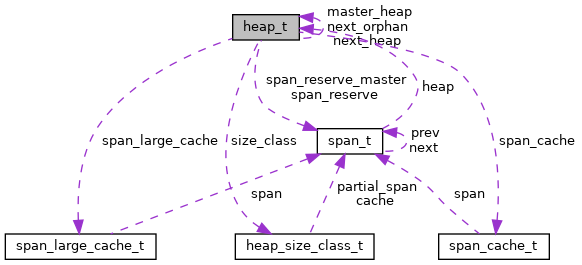 master_heap
next_orphan
next_heap
heap_t
span_reserve_master
span_reserve
heap
span_large_cache
size_class
span_t
prev
next
span_cache
span
partial_span
cache
span
span_large_cache_t
heap_size_class_t
span_cache_t